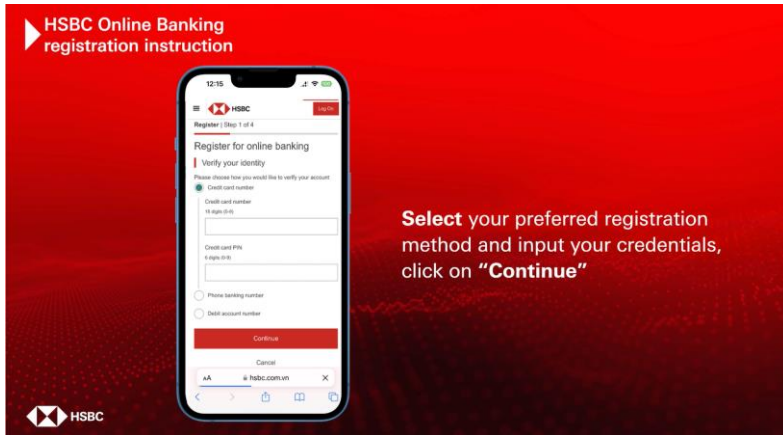 HSBC Online Banking
registration instruction
12:15
HSBC
Log On
Register | Step 1 of 4
Register for online banking
Verify your identity
Please choose how you would like to verify your account
Credit card number
Credit card number
16 digits (0-9)
Credit card PIN
6 digits (0-9)
Phone banking number
Debit account number
Continue
Cancel
AA hsbc.com.vn
Select your preferred registration
method and input your credentials,
click on “Continue”
HSBC